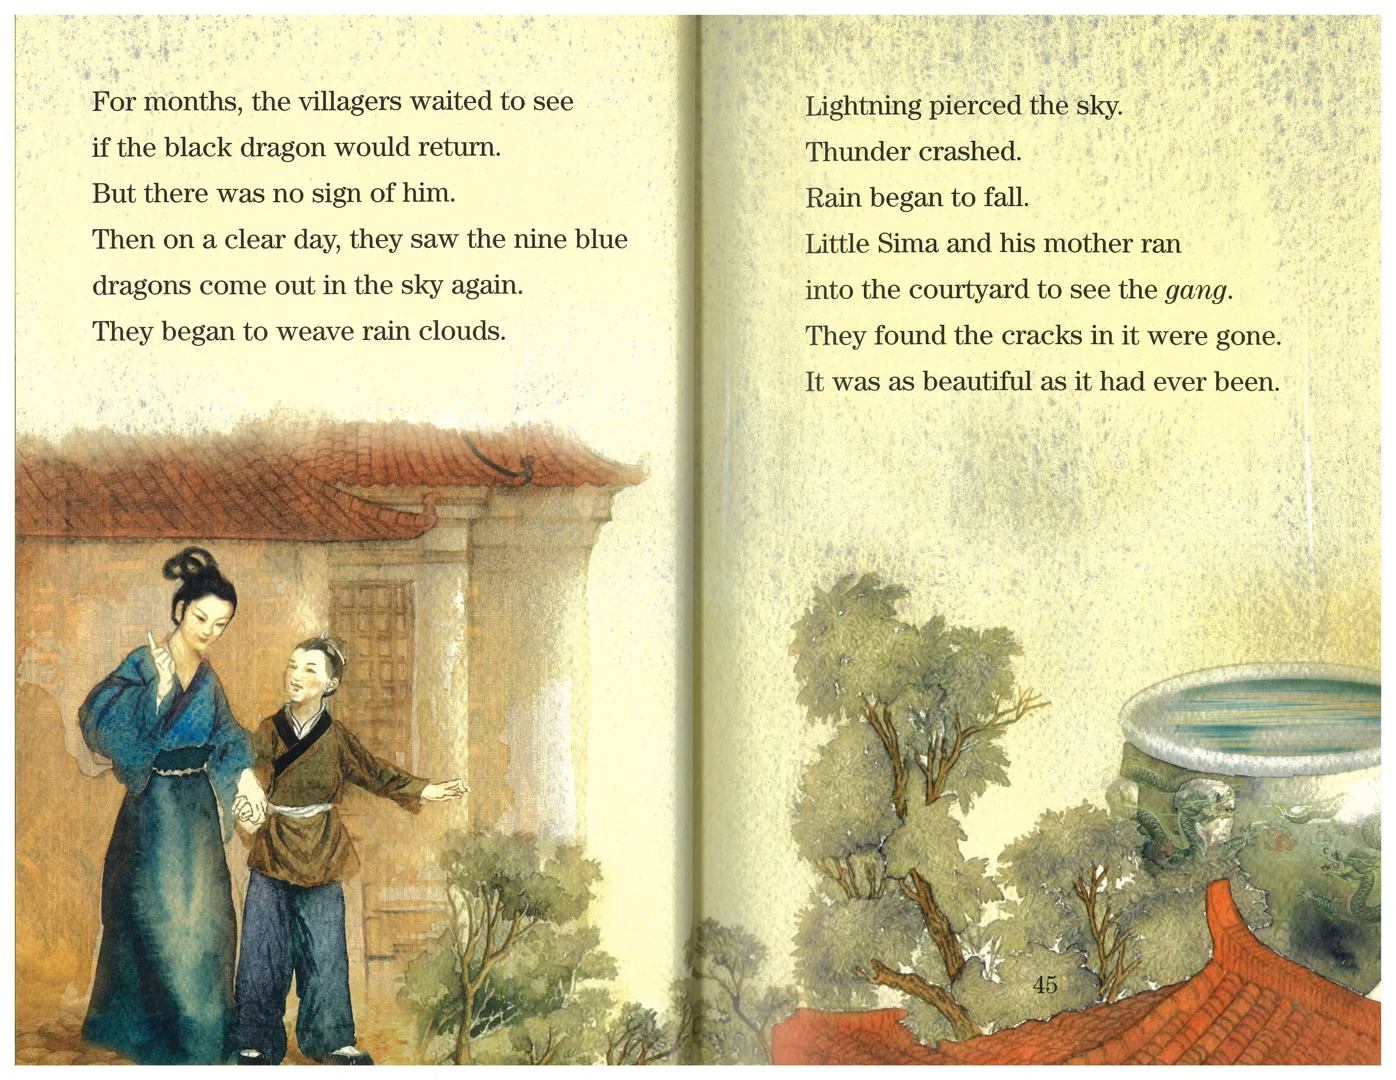 For months, the villagers waited to see
if the black dragon would return.
But there was no sign of him.
Then on a clear day, they saw the nine blue
dragons come out in the sky again.
They began to weave rain clouds.
Lightning pierced the sky.
Thunder crashed.
Rain began to fall.
Little Sima and his mother ran
into the courtyard to see the gang.
They found the cracks in it were gone.
It was as beautiful as it had ever been.
45